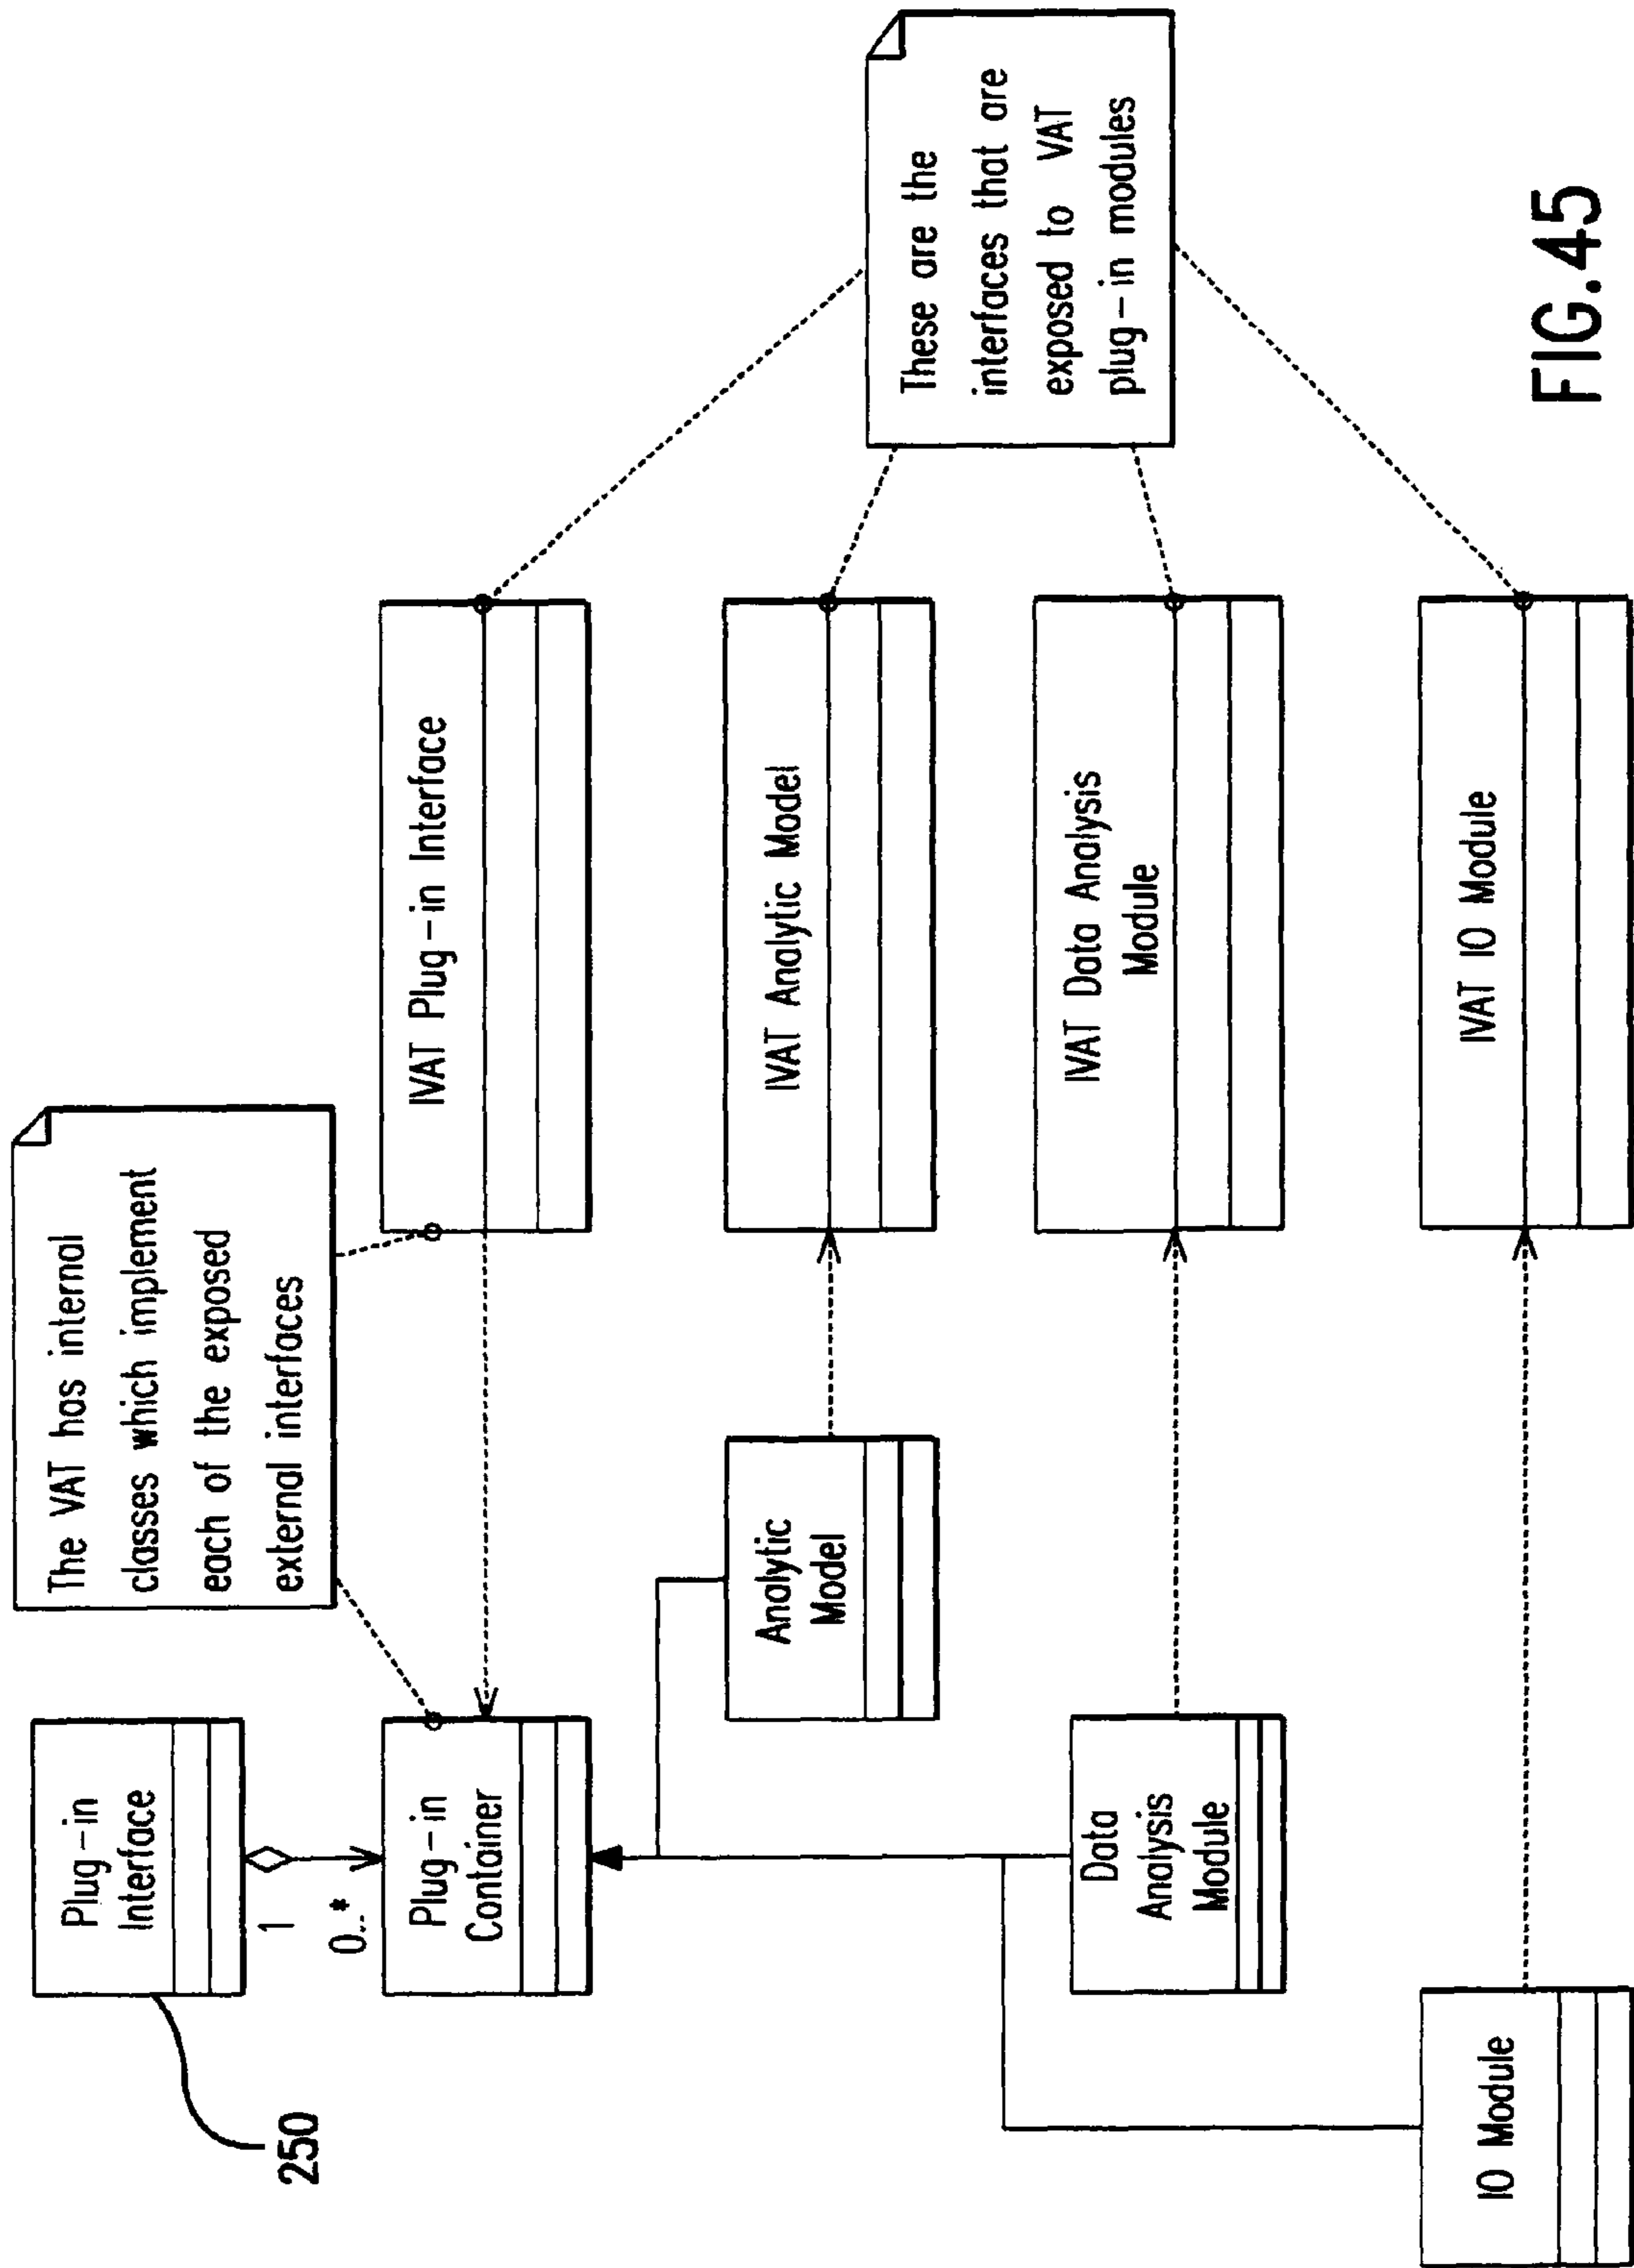 250
Plug-in
Interface
1
0..*
The VAT has internal
classes which implement
each of the exposed
external interfaces
Plug-in
Container
IVAT Plug-in Interface
Analytic
Model
IVAT Analytic Model
These are the
interfaces that are
exposed to VAT
plug-in modules
Data
Analysis
Module
IVAT Data Analysis
Module
IO Module
IVAT IO Module
FIG.45